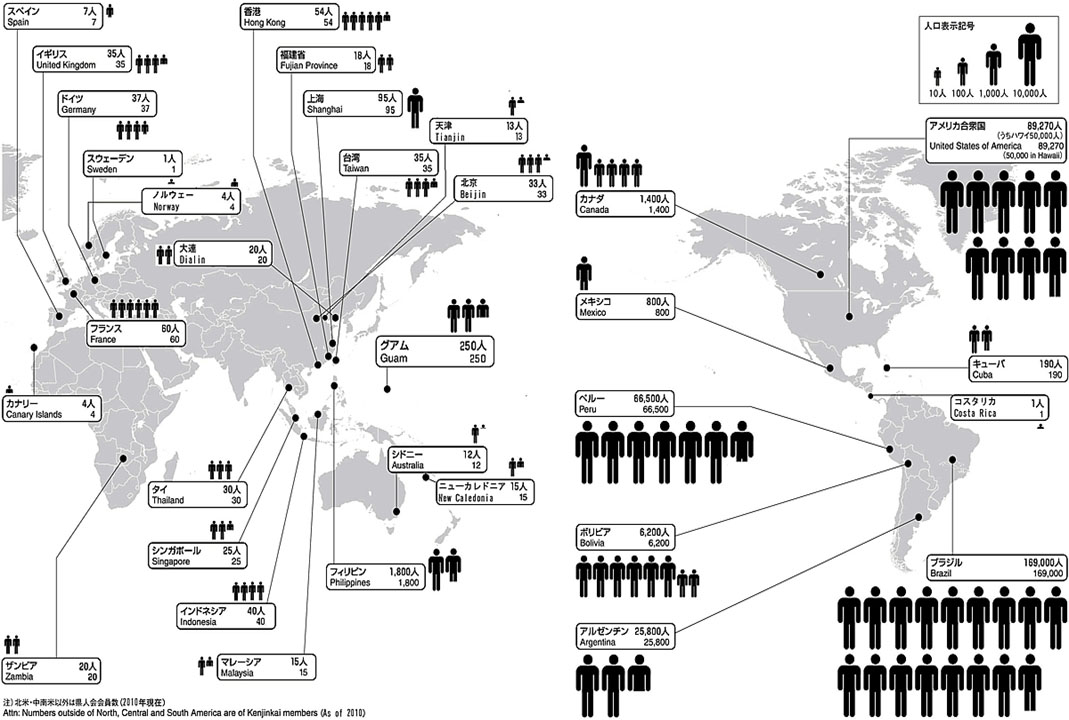 スペイン 7人
Spain 7
イギリス 35人
United Kingdom 35
ドイツ 37人
Germany 37
スウェーデン 1人
Sweden 1
ノルウェー 4人
Norway 4
大連 20人
Dialin 20
フランス 60人
France 60
カナリー 4人
Canary Islands 4
香港 54人
Hong Kong 54
福建省 18人
Fujian Province 18
上海 95人
Shanghai 95
天津 13人
Tianjin 13
台湾 35人
Taiwan 35
北京 33人
Beijin 33
グアム 250人
Guam 250
シドニー 12人
Australia 12
ニューカレドニア 15人
New Caledonia 15
タイ 30人
Thailand 30
シンガポール 25人
Singapore 25
インドネシア 40人
Indonesia 40
マレーシア 15人
Malaysia 15
フィリピン 1,800人
Philippines 1,800
ザンビア 20人
Zambia 20
注）北米・中南米以外は県人会会員数（2010年現在）
Attn: Numbers outside of North, Central and South America are of Kenjinkai members (As of 2010)
人口表示記号
10人 100人 1,000人 10,000人
アメリカ合衆国 89,270人
（うちハワイ50,000人）
United States of America 89,270
(50,000 in Hawaii)
カナダ 1,400人
Canada 1,400
メキシコ 800人
Mexico 800
キューバ 190人
Cuba 190
コスタリカ 1人
Costa Rica 1
ペルー 66,500人
Peru 66,500
ボリビア 6,200人
Bolivia 6,200
アルゼンチン 25,800人
Argentina 25,800
ブラジル 169,000人
Brazil 169,000